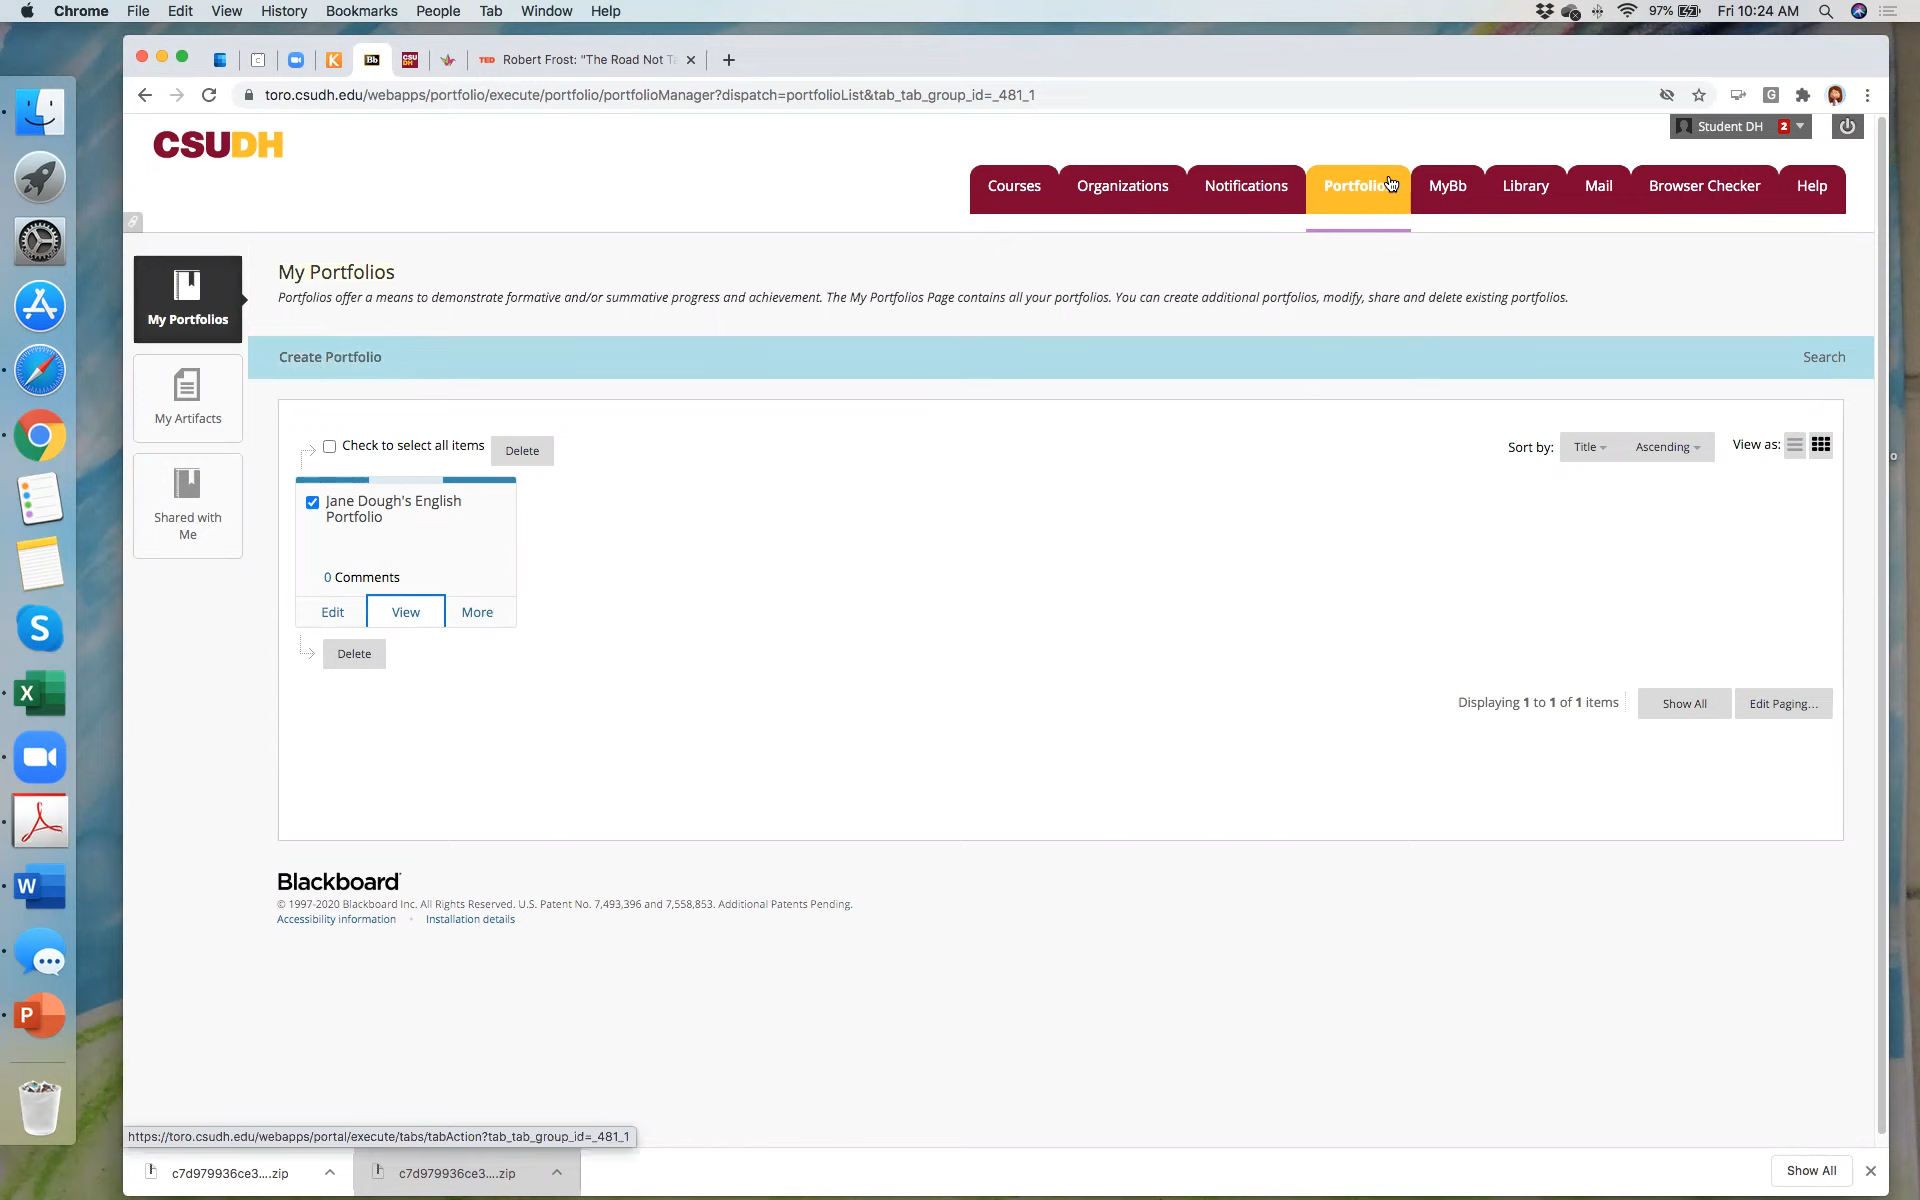 Chrome File Edit View History Bookmarks People Tab Window Help
97% Fri 10:24 AM
K Bb CSU DH TED Robert Frost: "The Road Not Ta
toro.csudh.edu/webapps/portfolio/execute/portfolio/portfolioManager?dispatch=portfolioList&tab_tab_group_id=_481_1
G
Student DH 2
CSUDH
Courses Organizations Notifications Portfolio MyBb Library Mail Browser Checker Help
My Portfolios
My Artifacts
Shared with
Me
My Portfolios
Portfolios offer a means to demonstrate formative and/or summative progress and achievement. The My Portfolios Page contains all your portfolios. You can create additional portfolios, modify, share and delete existing portfolios.
Create Portfolio Search
Check to select all items Delete
Sort by: Title Ascending View as:
Jane Dough's English
Portfolio
0 Comments
Edit View More
Delete
Displaying 1 to 1 of 1 items Show All Edit Paging...
Blackboard
© 1997-2020 Blackboard Inc. All Rights Reserved. U.S. Patent No. 7,493,396 and 7,558,853. Additional Patents Pending.
Accessibility information • Installation details
S
X
W
P
https://toro.csudh.edu/webapps/portal/execute/tabs/tabAction?tab_tab_group_id=_481_1
c7d979936ce3....zip c7d979936ce3....zip Show All